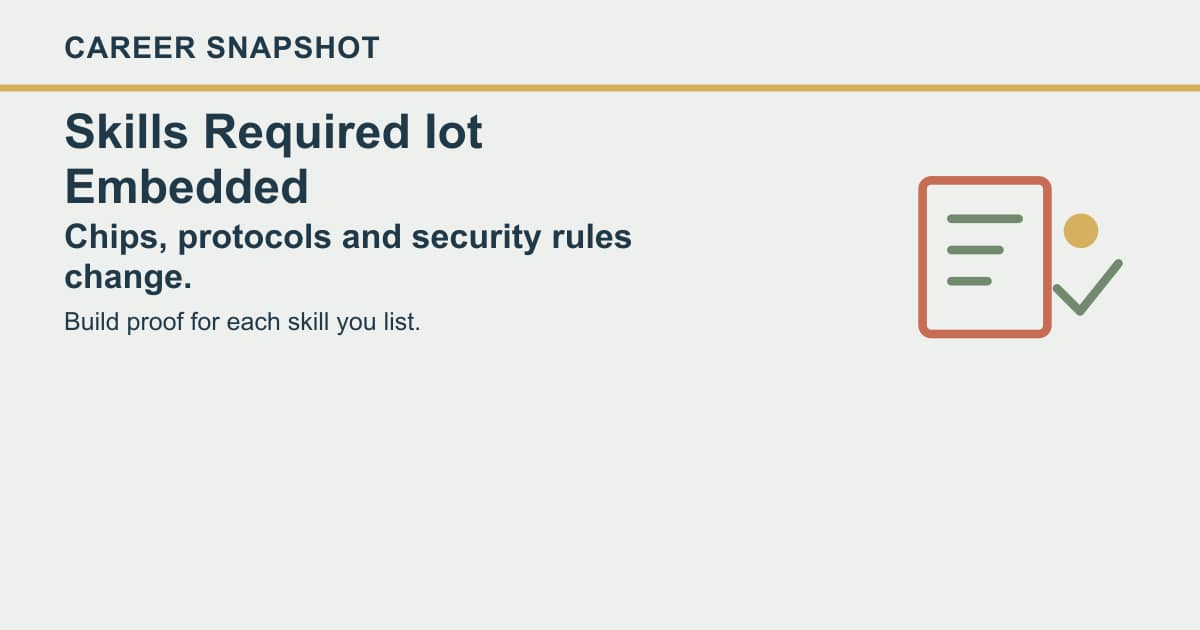 CAREER SNAPSHOT
Skills Required Iot
Embedded
Chips, protocols and security rules
change.
Build proof for each skill you list.